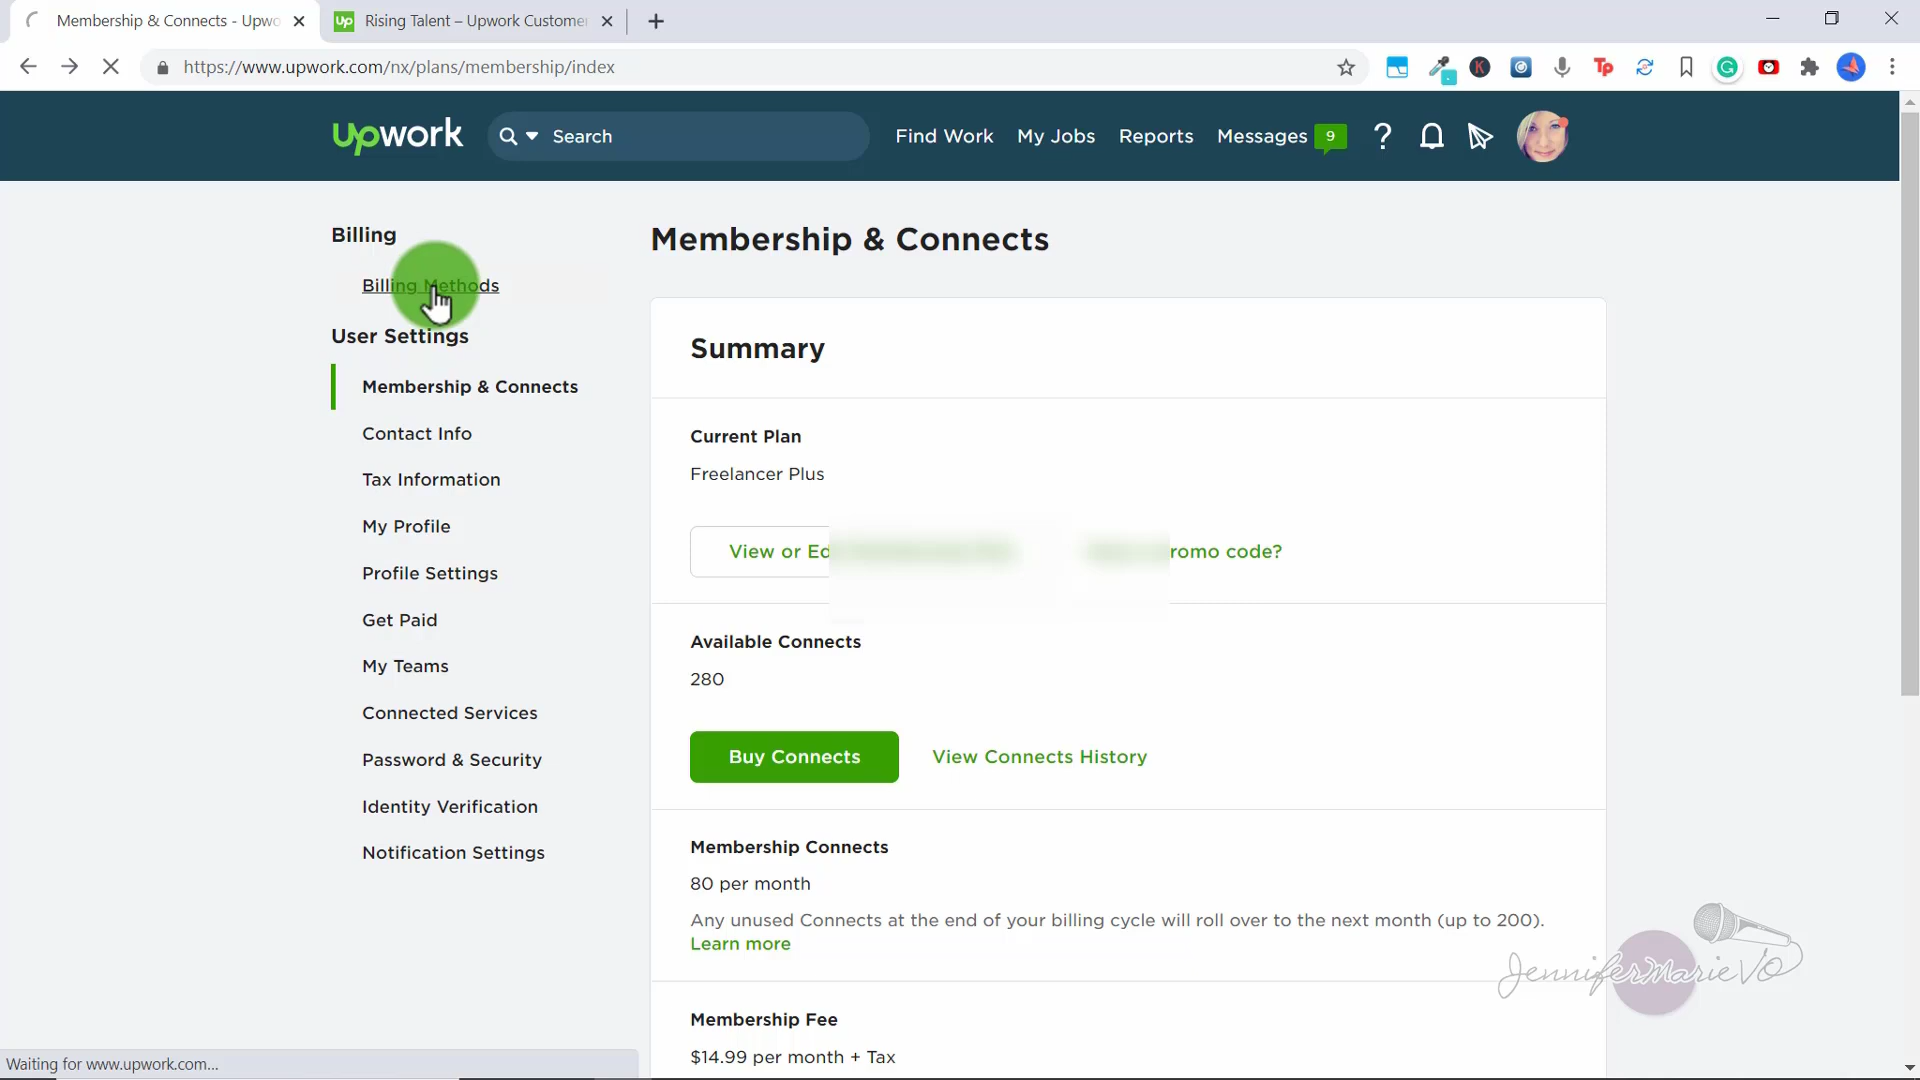 Membership & Connects - Upwo
Rising Talent – Upwork Custome
https://www.upwork.com/nx/plans/membership/index
upwork
Search
Find Work
My Jobs
Reports
Messages 9
Billing
Billing Methods
User Settings
Membership & Connects
Contact Info
Tax Information
My Profile
Profile Settings
Get Paid
My Teams
Connected Services
Password & Security
Identity Verification
Notification Settings
Membership & Connects
Summary
Current Plan
Freelancer Plus
View or Ed
romo code?
Available Connects
280
Buy Connects
View Connects History
Membership Connects
80 per month
Any unused Connects at the end of your billing cycle will roll over to the next month (up to 200).
Learn more
Membership Fee
$14.99 per month + Tax
JenniferMarieVO
Waiting for www.upwork.com...